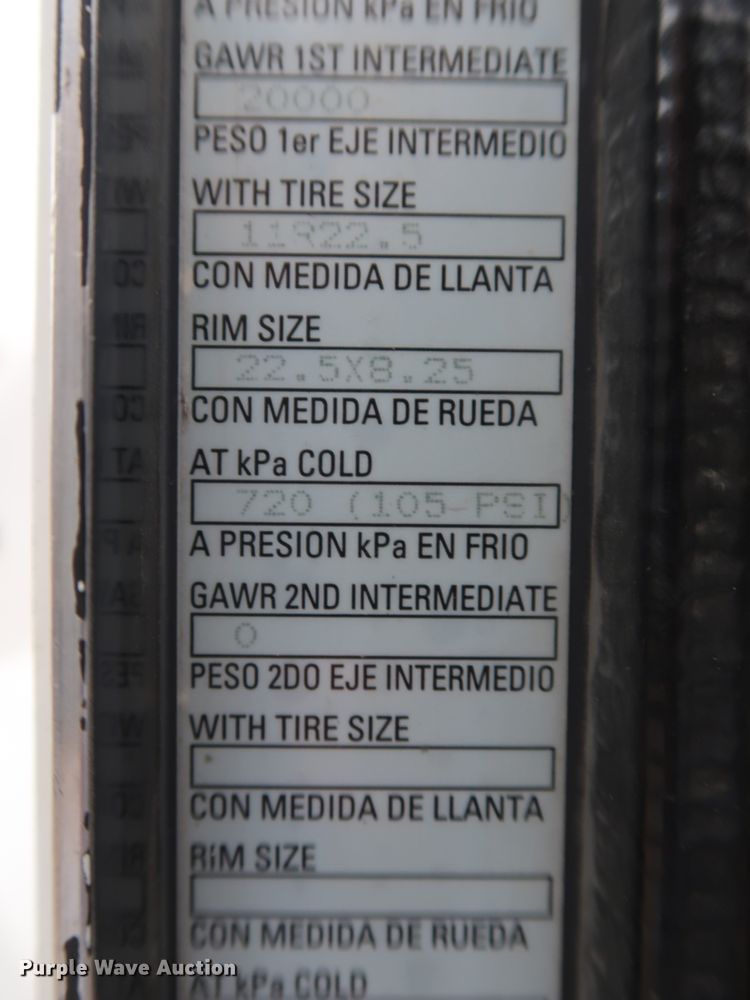 A PRESION kPa EN FRIO
GAWR 1ST INTERMEDIATE
20000
PESO 1er EJE INTERMEDIO
WITH TIRE SIZE
11R22.5
CON MEDIDA DE LLANTA
RIM SIZE
22.5X8.25
CON MEDIDA DE RUEDA
AT kPa COLD
720 (105 PSI)
A PRESION kPa EN FRIO
GAWR 2ND INTERMEDIATE
0
PESO 2DO EJE INTERMEDIO
WITH TIRE SIZE
CON MEDIDA DE LLANTA
RIM SIZE
CON MEDIDA DE RUEDA
AT kPa COLD
Purple Wave Auction